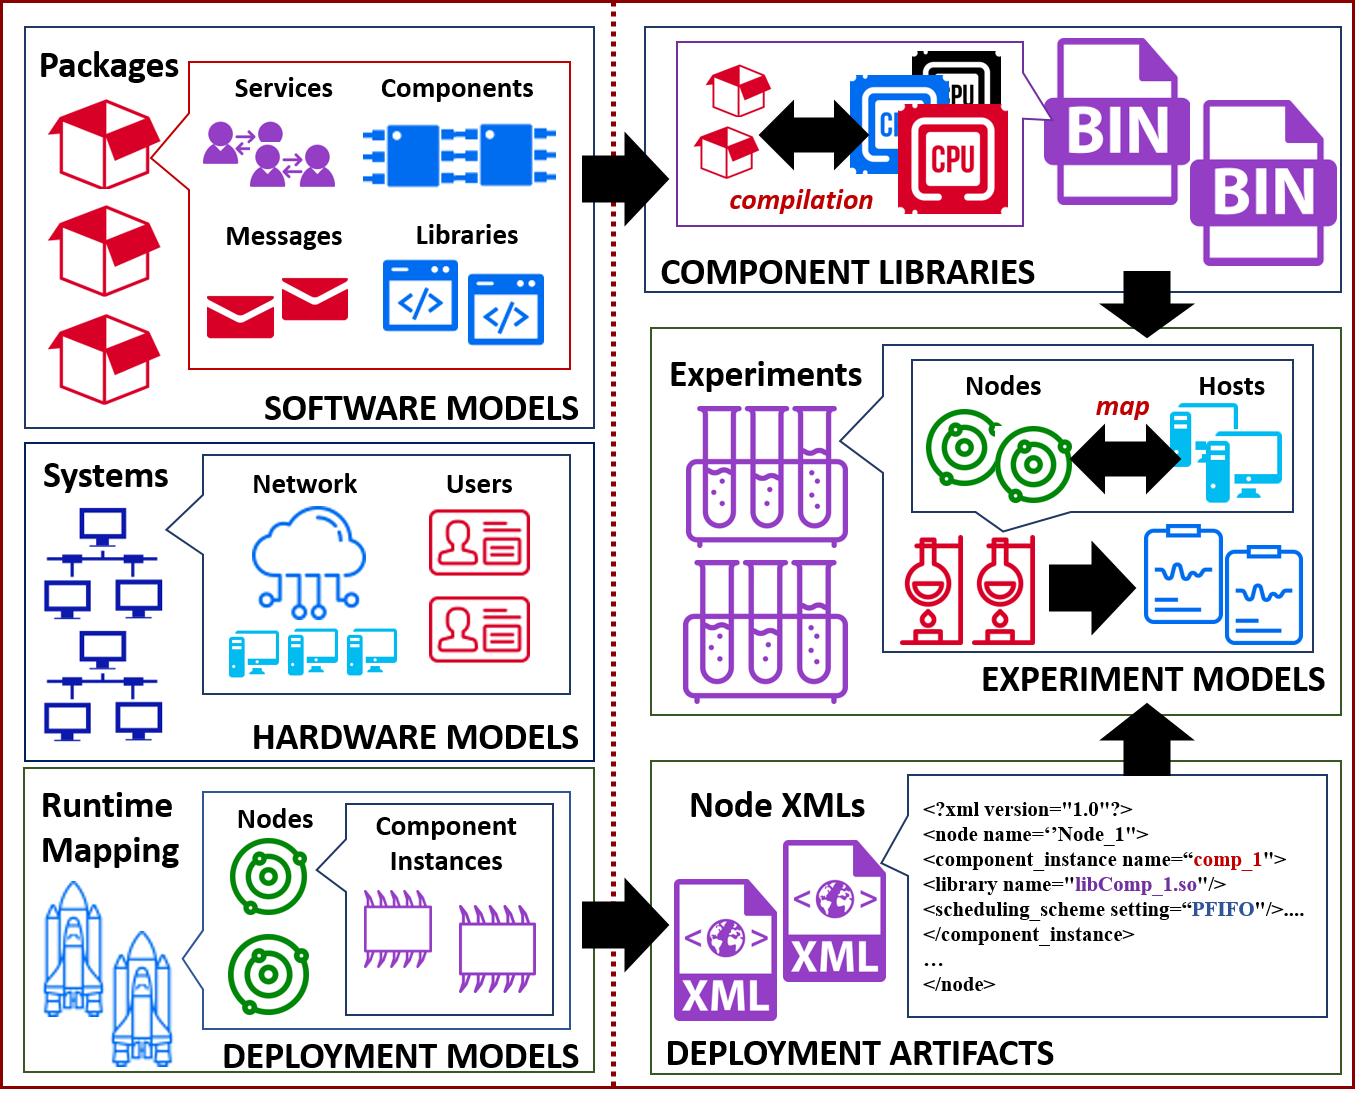 Packages
Services
Components
Messages
Libraries
SOFTWARE MODELS
Systems
Network
Users
HARDWARE MODELS
Runtime
Mapping
Nodes
Component
Instances
DEPLOYMENT MODELS
CPU
CPU
CPU
compilation
BIN
BIN
COMPONENT LIBRARIES
Experiments
Nodes
map
Hosts
EXPERIMENT MODELS
Node XMLs
XML
XML
<?xml version="1.0"?>
<node name=‘’Node_1">
<component_instance name=“comp_1">
<library name="libComp_1.so"/>
<scheduling_scheme setting=“PFIFO"/>....
</component_instance>
...
</node>
DEPLOYMENT ARTIFACTS